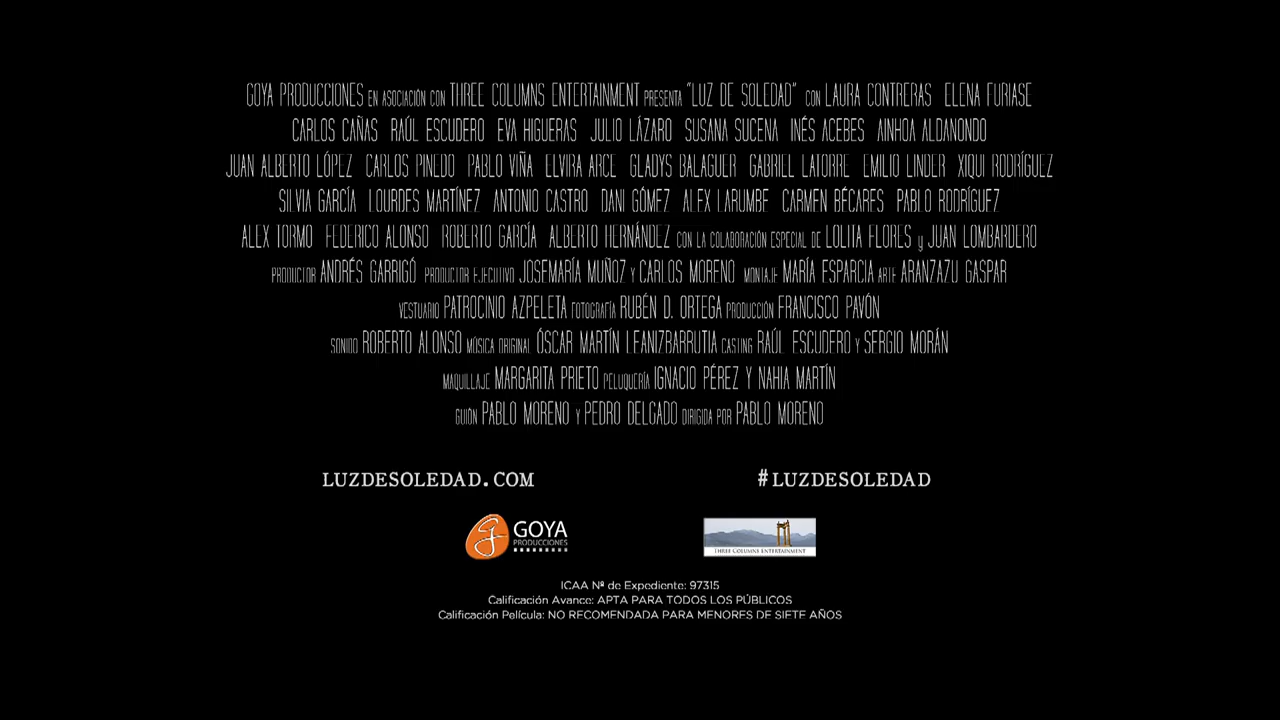 GOYA PRODUCCIONES EN ASOCIACIÓN CON THREE COLUMNS ENTERTAINMENT PRESENTA "LUZ DE SOLEDAD" CON LAURA CONTRERAS ELENA FURIASE
CARLOS CAÑAS RAÚL ESCUDERO EVA HIGUERAS JULIO LÁZARO SUSANA SUCENA INÉS ACEBES AINHOA ALDANONDO
JUAN ALBERTO LÓPEZ CARLOS PINEDO PABLO VIÑA ELVIRA ARCE GLADYS BALAGUER GABRIEL LATORRE EMILIO LINDER XIQUI RODRÍGUEZ
SILVIA GARCÍA LOURDES MARTÍNEZ ANTONIO CASTRO DANI GÓMEZ ALEX LARUMBE CARMEN BÉCARES PABLO RODRÍGUEZ
ALEX TORMO FEDERICO ALONSO ROBERTO GARCÍA ALBERTO HERNÁNDEZ CON LA COLABORACIÓN ESPECIAL DE LOLITA FLORES y JUAN LOMBARDERO
PRODUCTOR ANDRÉS GARRIGÓ PRODUCTOR EJECUTIVO JOSEMARÍA MUÑOZ Y CARLOS MORENO MONTAJE MARÍA ESPARCIA ARTE ARANZAZU GASPAR
VESTUARIO PATROCINIO AZPELETA FOTOGRAFÍA RUBÉN D. ORTEGA PRODUCCIÓN FRANCISCO PAVÓN
SONIDO ROBERTO ALONSO MÚSICA ORIGINAL ÓSCAR MARTÍN LEANIZBARRUTIA CASTING RAÚL ESCUDERO Y SERGIO MORÁN
MAQUILLAJE MARGARITA PRIETO PELUQUERÍA IGNACIO PÉREZ Y NAHIA MARTÍN
GUIÓN PABLO MORENO Y PEDRO DELGADO DIRIGIDA POR PABLO MORENO
LUZDESOLEDAD.COM
#LUZDESOLEDAD
GOYA
PRODUCCIONES
THREE COLUMNS ENTERTAINMENT
ICAA Nº de Expediente: 97315
Calificación Avance: APTA PARA TODOS LOS PÚBLICOS
Calificación Película: NO RECOMENDADA PARA MENORES DE SIETE AÑOS